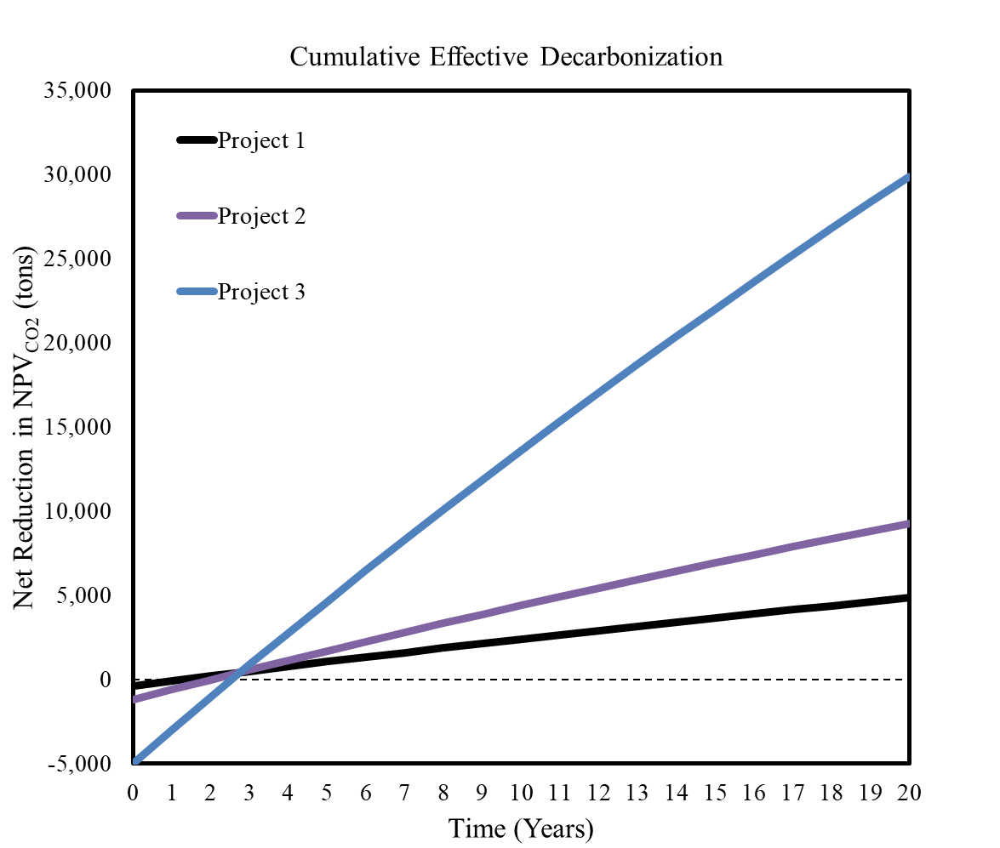 Cumulative Effective Decarbonization
35,000
30,000
25,000
20,000
15,000
10,000
5,000
0
-5,000
Net Reduction in NPVCO2 (tons)
Project 1
Project 2
Project 3
0 1 2 3 4 5 6 7 8 9 10 11 12 13 14 15 16 17 18 19 20
Time (Years)